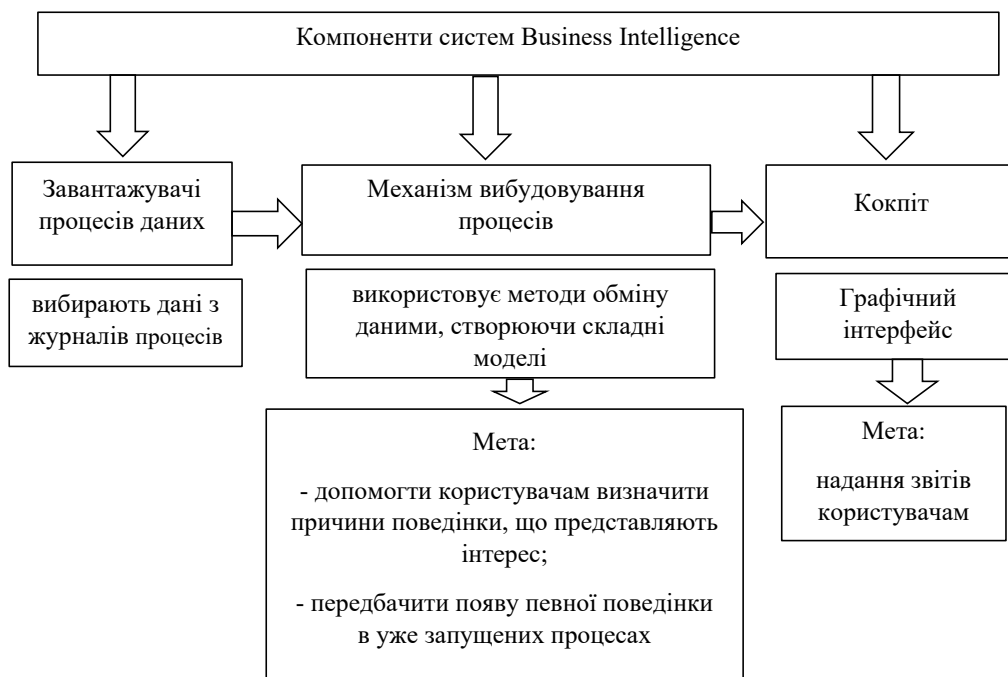 Компоненти систем Business Intelligence
Завантажувачі
процесів даних
Механізм вибудовування
процесів
Кокпіт
вибирають дані з
журналів процесів
використовує методи обміну
даними, створюючи складні
моделі
Графічний
інтерфейс
Мета:
- допомогти користувачам визначити
причини поведінки, що представляють
інтерес;
- передбачити появу певної поведінки
в уже запущених процесах
Мета:
надання звітів
користувачам